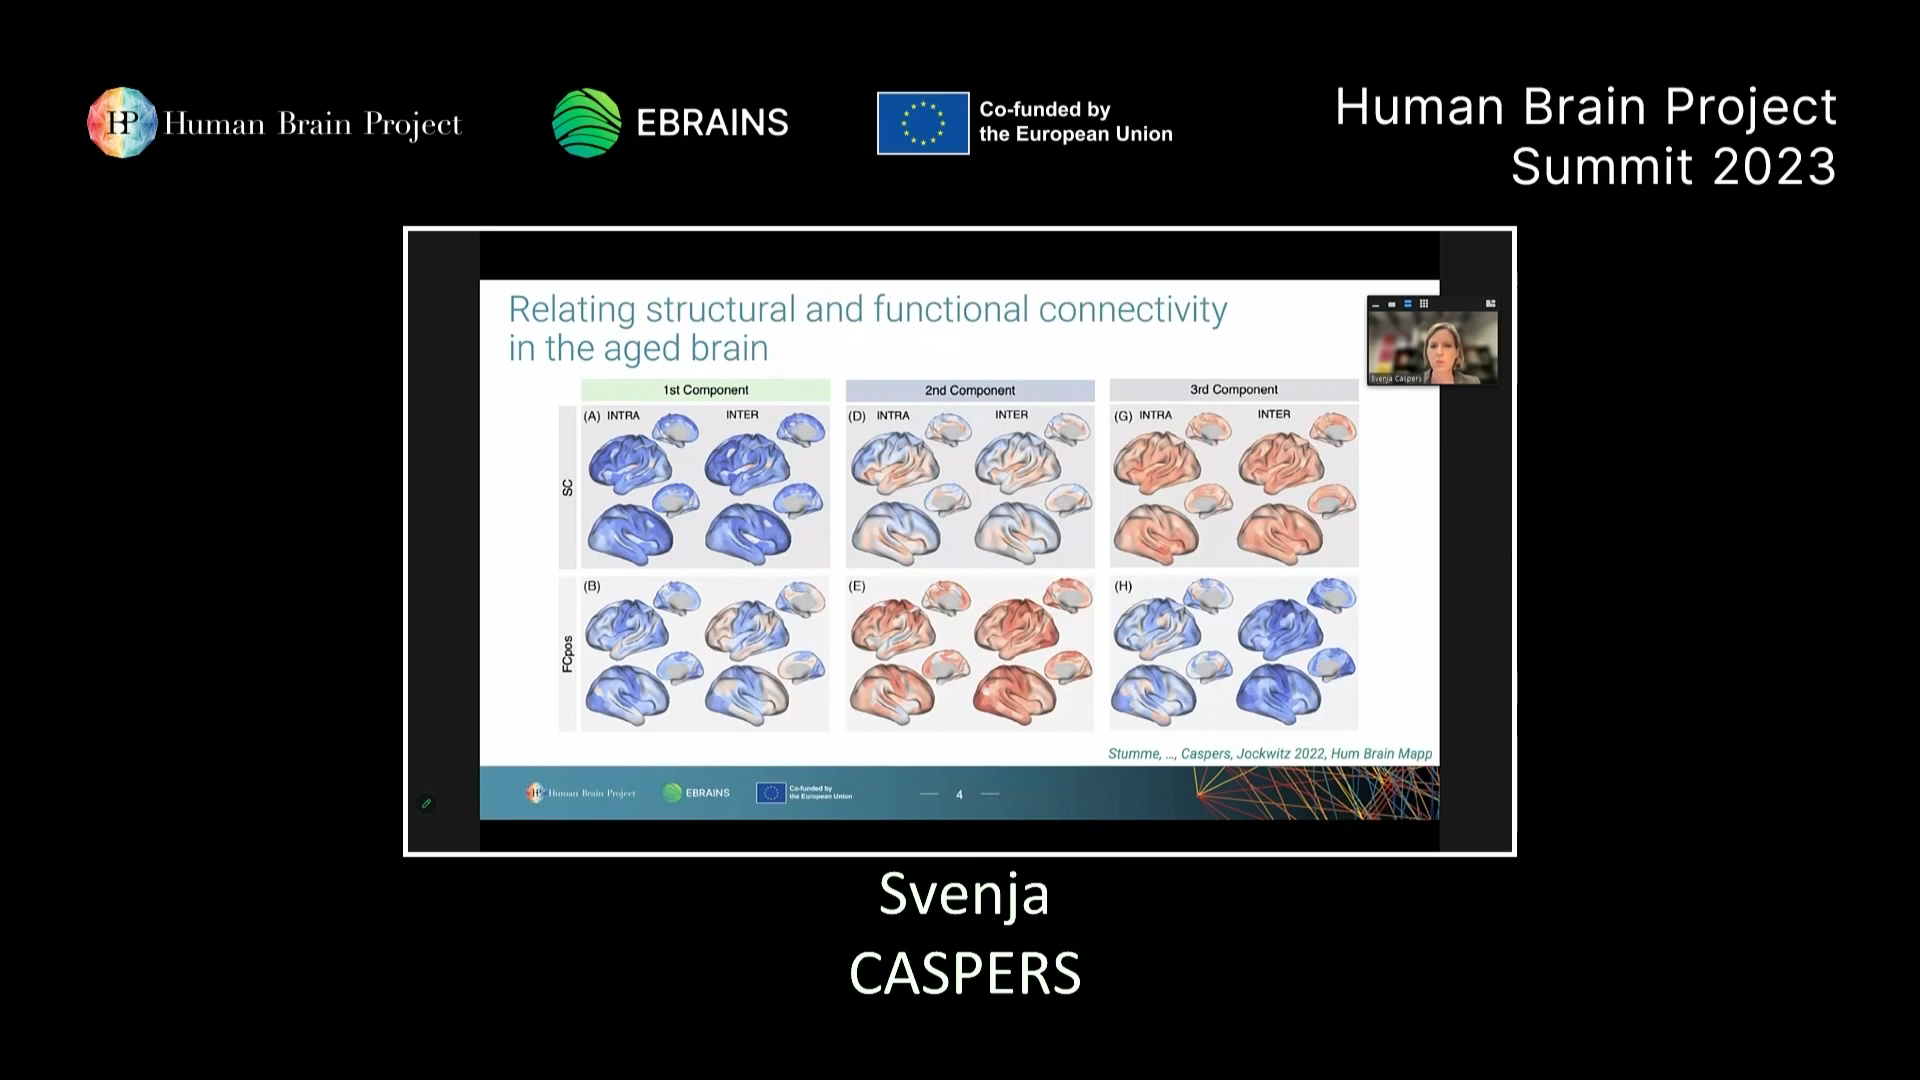 HP Human Brain Project
EBRAINS
Co-funded by
the European Union
Human Brain Project
Summit 2023
Relating structural and functional connectivity
in the aged brain
Svenja Caspers
1st Component
2nd Component
3rd Component
SC
(A) INTRA INTER
(D) INTRA INTER
(G) INTRA INTER
FCpos
(B)
(E)
(H)
Stumme, ..., Caspers, Jockwitz 2022, Hum Brain Mapp
HP Human Brain Project
EBRAINS
Co-funded by
the European Union
4
Svenja
CASPERS